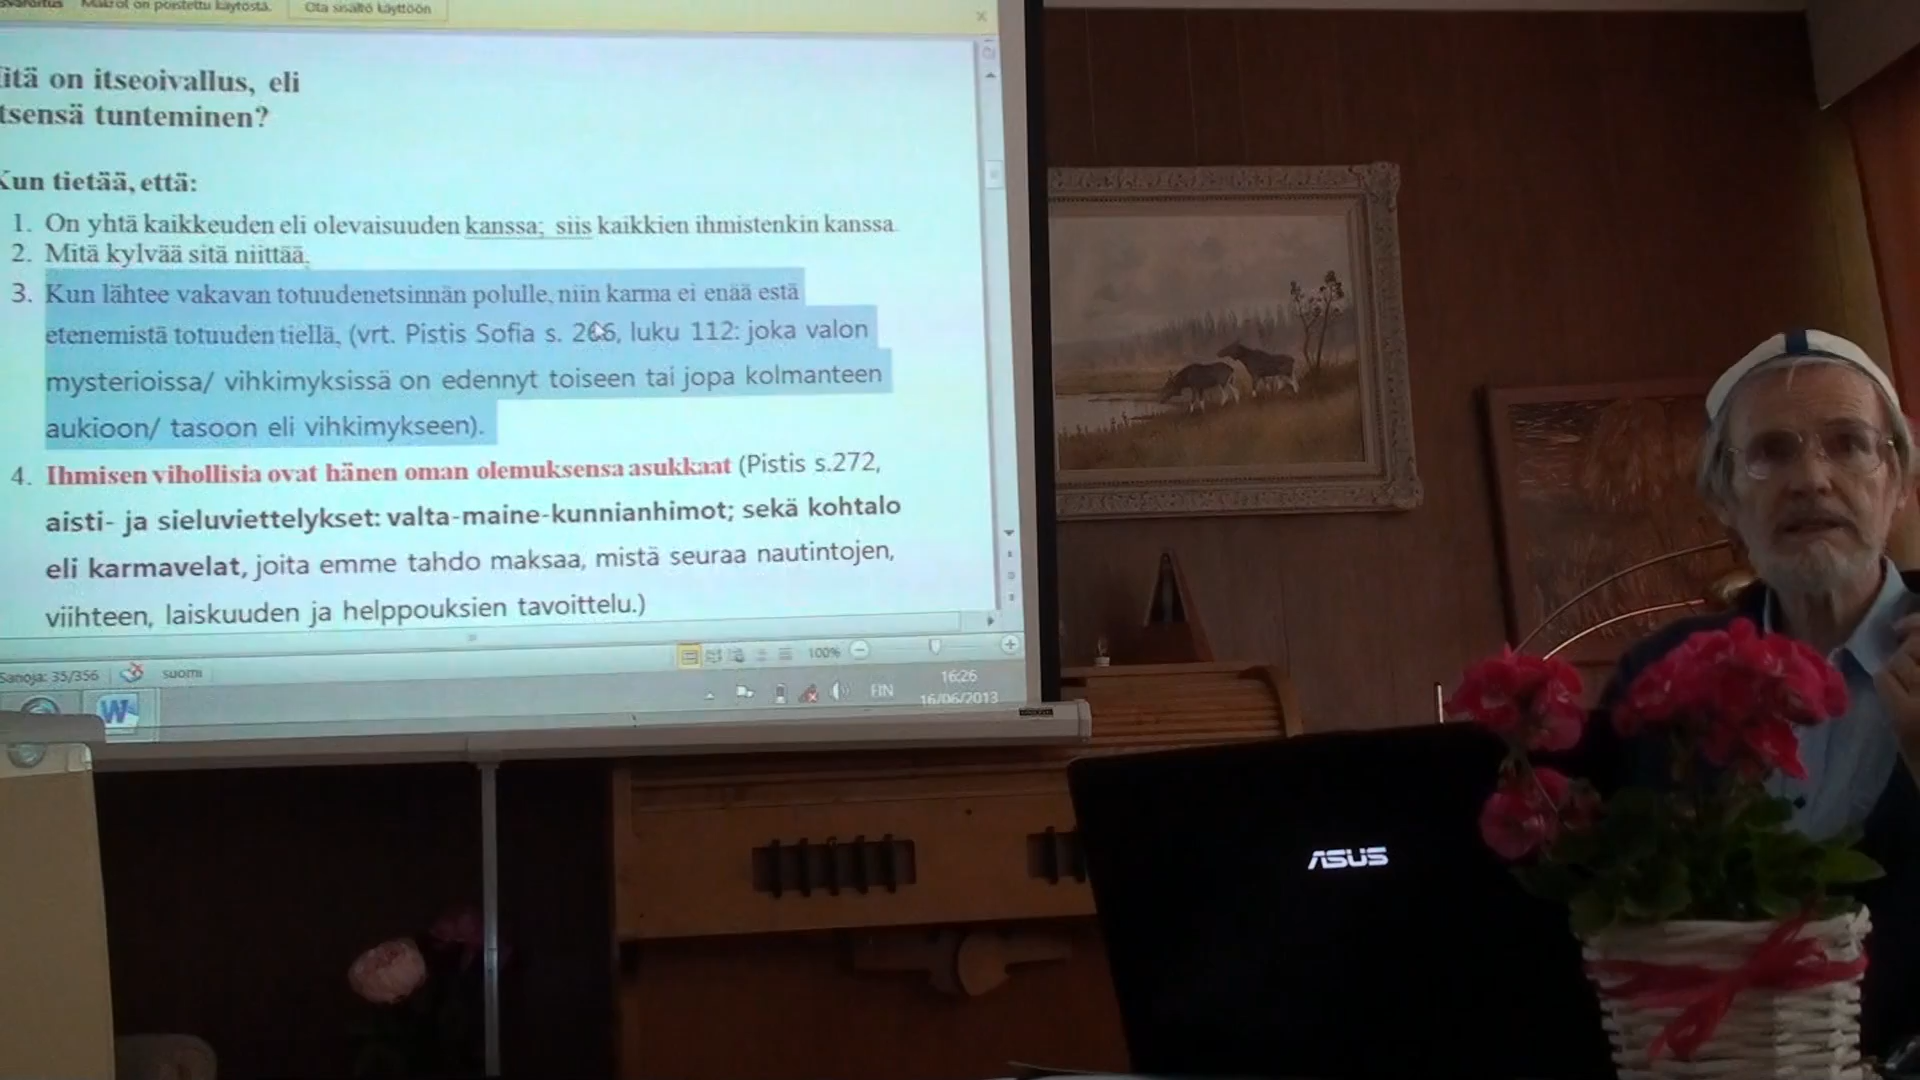 Makrot on poistettu käytöstä.
Ota sisältö käyttöön
itä on itseoivallus, eli
tsensä tunteminen?
Kun tietää, että:
1. On yhtä kaikkeuden eli olevaisuuden kanssa; siis kaikkien ihmistenkin kanssa.
2. Mitä kylvää sitä niittää.
3. Kun lähtee vakavan totuudenetsinnän polulle, niin karma ei enää estä
etenemistä totuuden tiellä, (vrt. Pistis Sofia s. 266, luku 112: joka valon
mysterioissa/ vihkimyksissä on edennyt toiseen tai jopa kolmanteen
aukioon/ tasoon eli vihkimykseen).
4. Ihmisen vihollisia ovat hänen oman olemuksensa asukkaat (Pistis s.272,
aisti- ja sieluviettelykset: valta-maine-kunnianhimot; sekä kohtalo
eli karmavelat, joita emme tahdo maksaa, mistä seuraa nautintojen,
viihteen, laiskuuden ja helppouksien tavoittelu.)
Sanoja: 35/356
suomi
100%
FIN
16:26
16/06/2013
ASUS